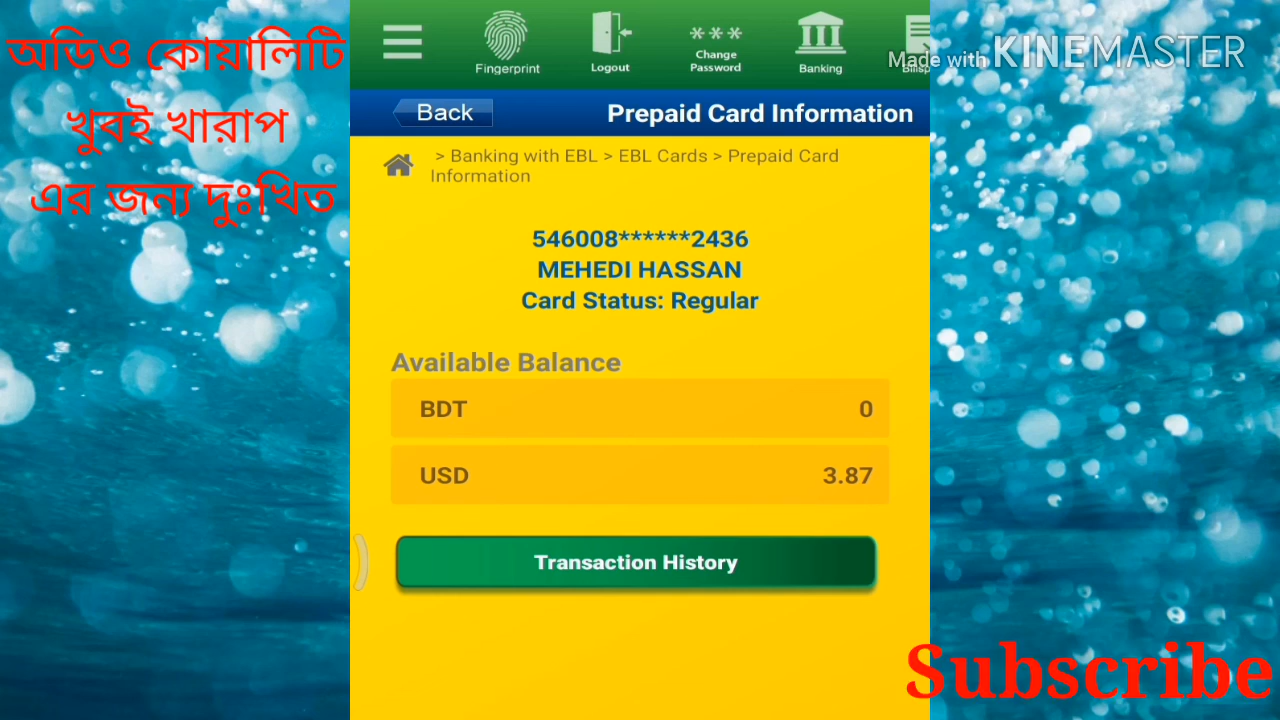 অডিও কোয়ালিটি
খুবই খারাপ
এর জন্য দুঃখিত
Fingerprint
Logout
***
Change
Password
Banking
Made with KINEMASTER
Back
Prepaid Card Information
> Banking with EBL > EBL Cards > Prepaid Card
Information
546008******2436
MEHEDI HASSAN
Card Status: Regular
Available Balance
BDT 0
USD 3.87
Transaction History
Subscribe